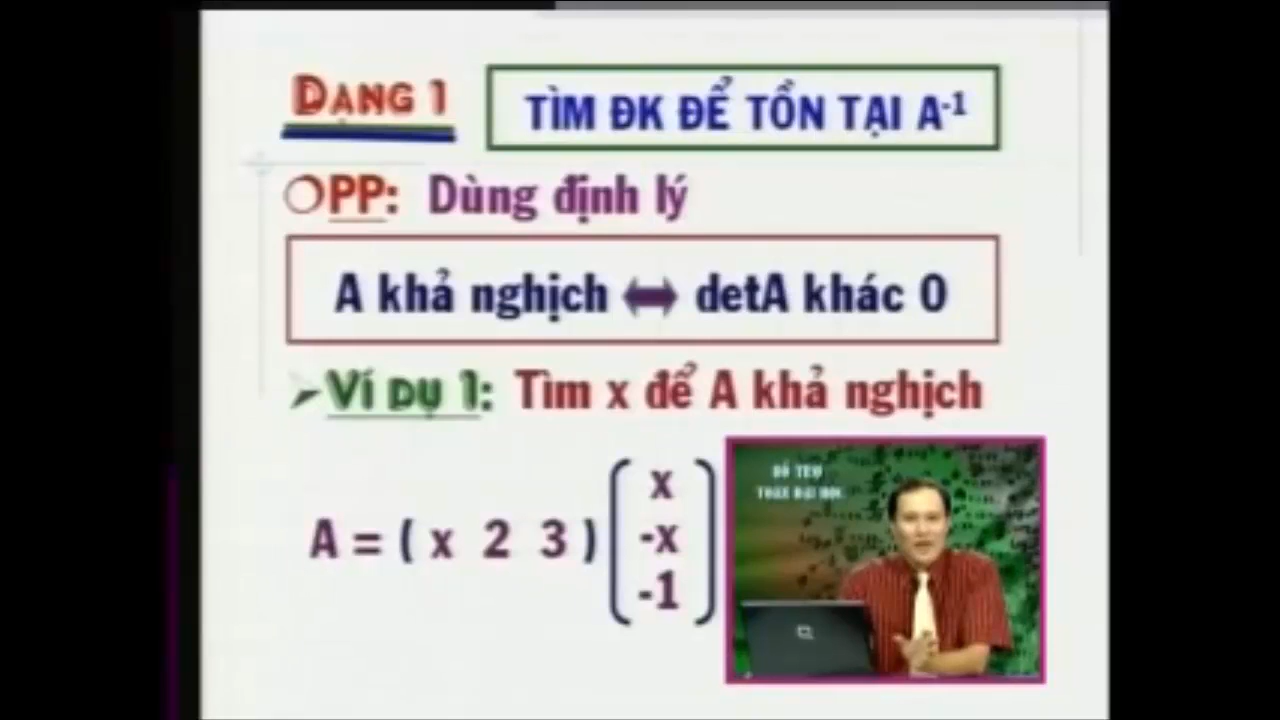 DẠNG 1
TÌM ĐK ĐỂ TỒN TẠI A-1
PP: Dùng định lý
A khả nghịch ⟺ detA khác 0
Ví dụ 1: Tìm x để A khả nghịch
x
A = ( x 2 3 ) -x
-1